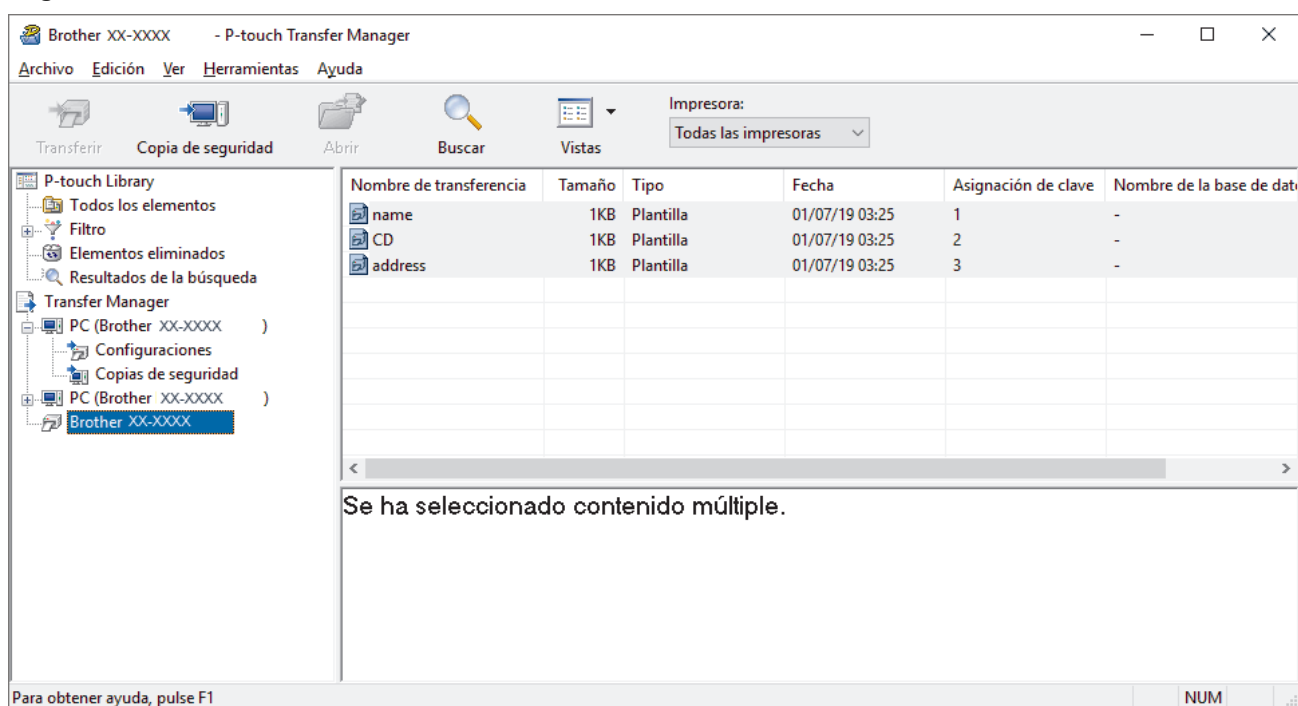 Brother XX-XXXX - P-touch Transfer Manager
Archivo Edición Ver Herramientas Ayuda
Impresora:
Todas las impresoras
Transferir Copia de seguridad Abrir Buscar Vistas
P-touch Library
Todos los elementos
Filtro
Elementos eliminados
Resultados de la búsqueda
Transfer Manager
PC (Brother XX-XXXX )
Configuraciones
Copias de seguridad
PC (Brother XX-XXXX )
Brother XX-XXXX
Nombre de transferencia Tamaño Tipo Fecha Asignación de clave Nombre de la base de dat
name 1KB Plantilla 01/07/19 03:25 1 -
CD 1KB Plantilla 01/07/19 03:25 2 -
address 1KB Plantilla 01/07/19 03:25 3 -
Se ha seleccionado contenido múltiple.
Para obtener ayuda, pulse F1 NUM